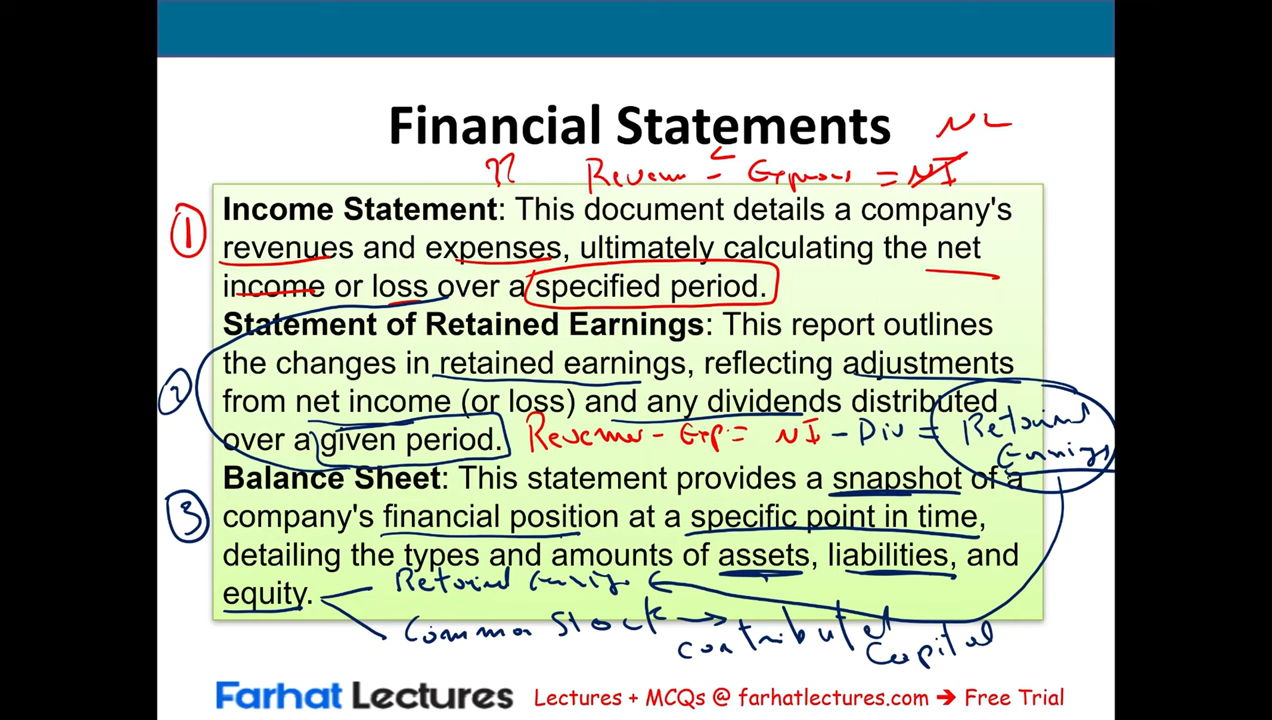 Financial Statements
NL
Revenue < - Expenses = NI
1
Income Statement: This document details a company's
revenues and expenses, ultimately calculating the net
income or loss over a specified period.
Statement of Retained Earnings: This report outlines
the changes in retained earnings, reflecting adjustments
2
from net income (or loss) and any dividends distributed
over a given period.
Revenues - Exp = NI - Div = Retained
Earnings
Balance Sheet: This statement provides a snapshot of a
3
company's financial position at a specific point in time,
detailing the types and amounts of assets, liabilities, and
equity.
Retained Earnings
Common Stock → contributed
Capital
Farhat Lectures
Lectures + MCQs @ farhatlectures.com ➔ Free Trial